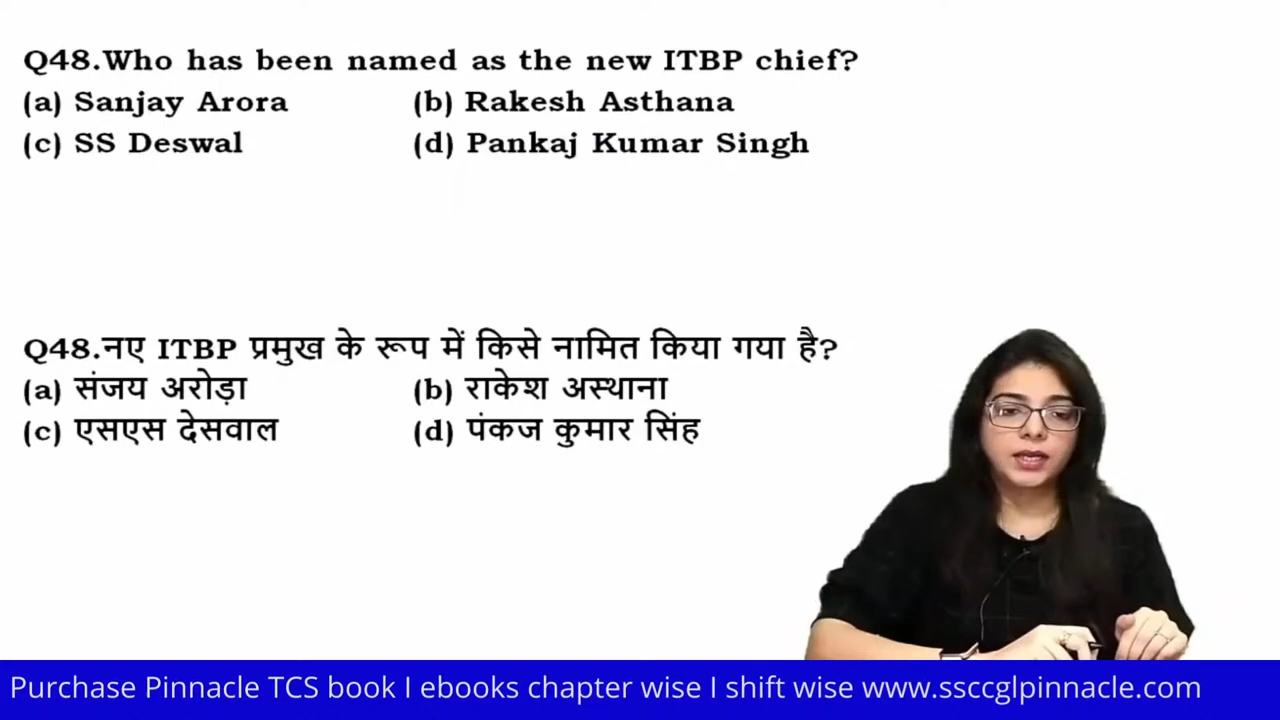 Q48.Who has been named as the new ITBP chief?
(a) Sanjay Arora (b) Rakesh Asthana
(c) SS Deswal (d) Pankaj Kumar Singh
Q48.नए ITBP प्रमुख के रूप में किसे नामित किया गया है?
(a) संजय अरोड़ा (b) राकेश अस्थाना
(c) एसएस देसवाल (d) पंकज कुमार सिंह
Purchase Pinnacle TCS book I ebooks chapter wise I shift wise www.ssccglpinnacle.com